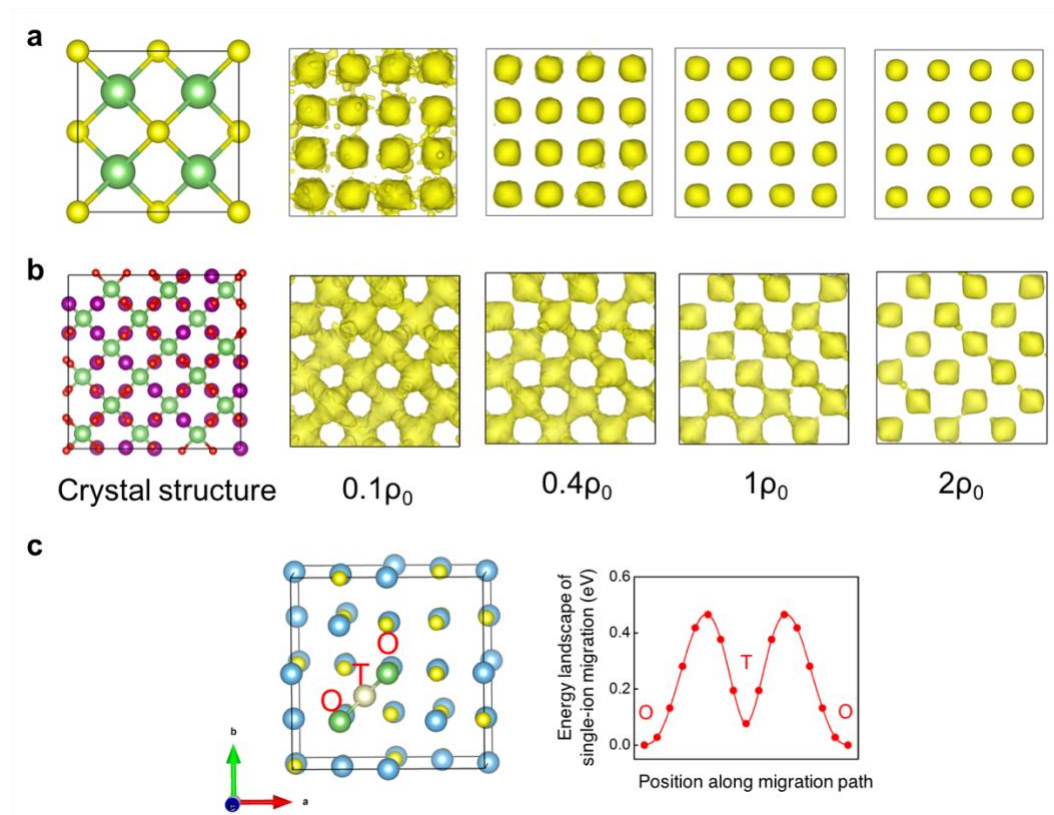 a
b
Crystal structure
0.1ρ₀
0.4ρ₀
1ρ₀
2ρ₀
c
O
T
O
b
a
Energy landscape of
single-ion migration (eV)
0.6
0.4
0.2
0.0
O
T
O
Position along migration path